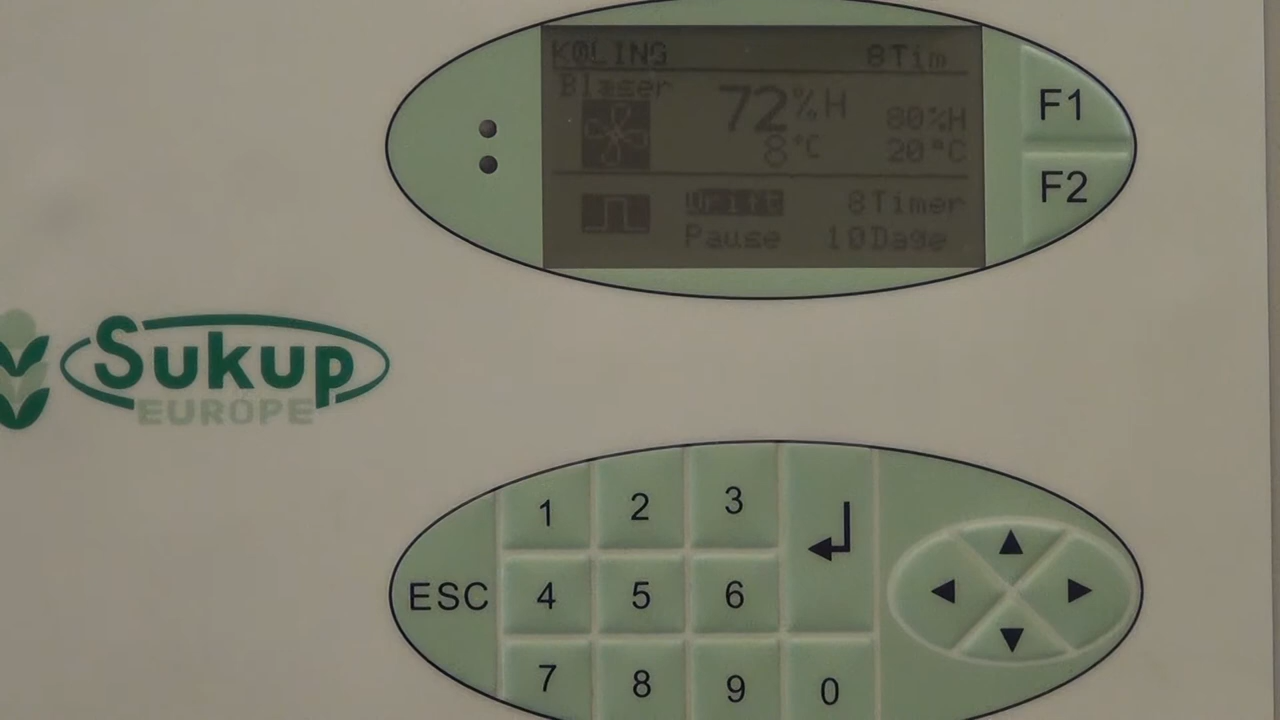 KØLING 8Tim
Blæser
72%H 80%H
8°C 20°C
Drift 8Timer
Pause 10Dage
F1
F2
Sukup
EUROPE
1 2 3
ESC 4 5 6
7 8 9 0